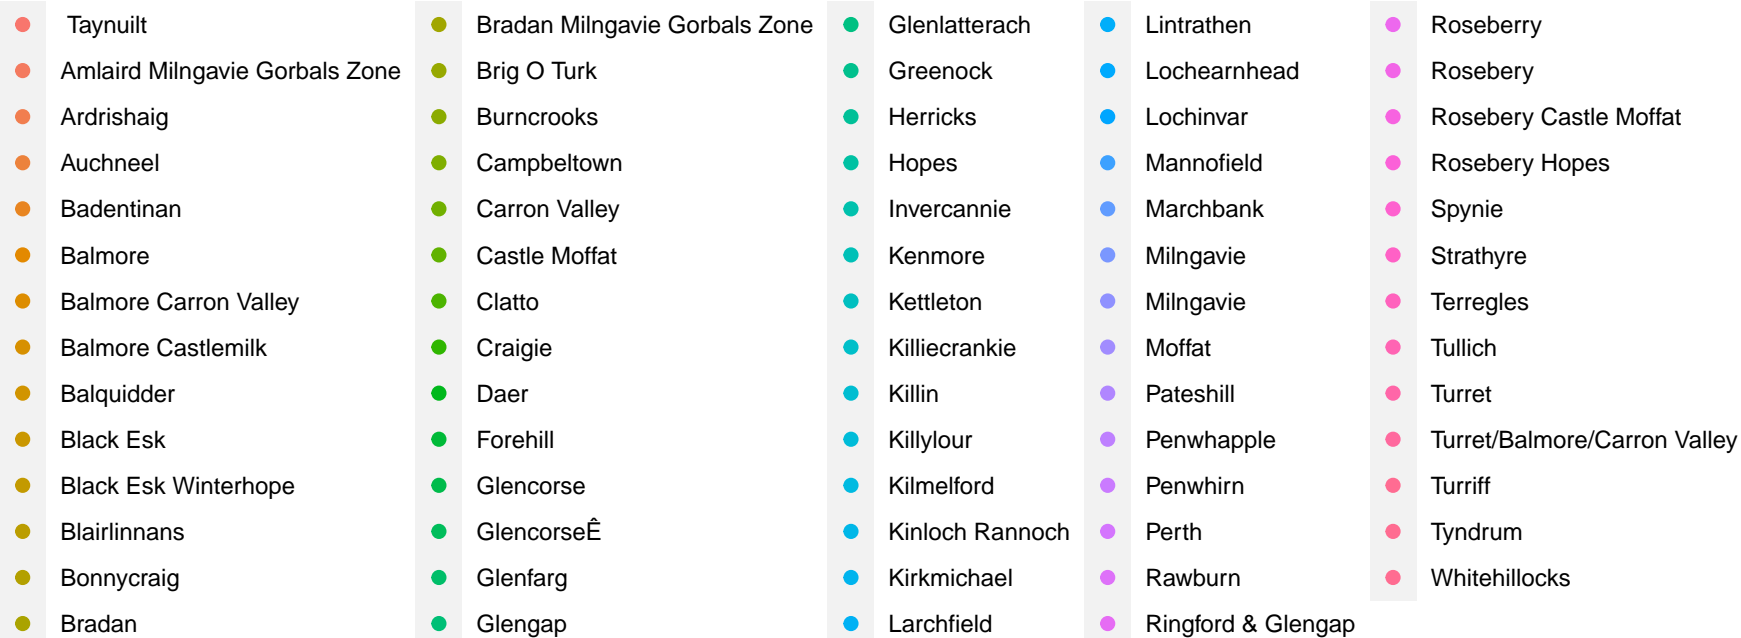 Taynuilt
Amlaird Milngavie Gorbals Zone
Ardrishaig
Auchneel
Badentinan
Balmore
Balmore Carron Valley
Balmore Castlemilk
Balquidder
Black Esk
Black Esk Winterhope
Blairlinnans
Bonnycraig
Bradan
Bradan Milngavie Gorbals Zone
Brig O Turk
Burncrooks
Campbeltown
Carron Valley
Castle Moffat
Clatto
Craigie
Daer
Forehill
Glencorse
GlencorseÊ
Glenfarg
Glengap
Glenlatterach
Greenock
Herricks
Hopes
Invercannie
Kenmore
Kettleton
Killiecrankie
Killin
Killylour
Kilmelford
Kinloch Rannoch
Kirkmichael
Larchfield
Lintrathen
Lochearnhead
Lochinvar
Mannofield
Marchbank
Milngavie
Milngavie
Moffat
Pateshill
Penwhapple
Penwhirn
Perth
Rawburn
Ringford & Glengap
Roseberry
Rosebery
Rosebery Castle Moffat
Rosebery Hopes
Spynie
Strathyre
Terregles
Tullich
Turret
Turret/Balmore/Carron Valley
Turriff
Tyndrum
Whitehillocks